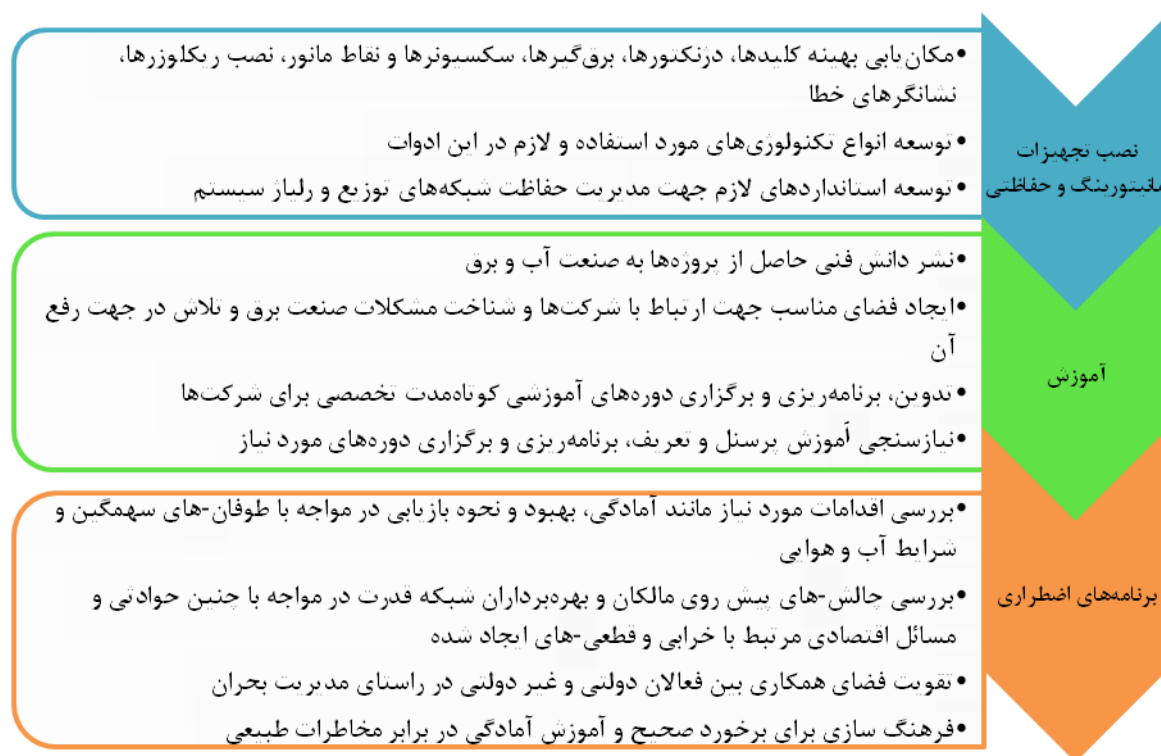 نصب تجهیزات
مانیتورینگ و حفاظتی
•مکان‌یابی بهینه کلیدها، دژنکتورها، برق‌گیرها، سکسیونرها و نقاط مانور، نصب ریکلوزرها،
نشانگرهای خطا
•توسعه انواع تکنولوژی‌های مورد استفاده و لازم در این ادوات
•توسعه استانداردهای لازم جهت مدیریت حفاظت شبکه‌های توزیع و رلیاژ سیستم
آموزش
•نشر دانش فنی حاصل از پروژه‌ها به صنعت آب و برق
•ایجاد فضای مناسب جهت ارتباط با شرکت‌ها و شناخت مشکلات صنعت برق و تلاش در جهت رفع
آن
•تدوین، برنامه‌ریزی و برگزاری دوره‌های آموزشی کوتاه‌مدت تخصصی برای شرکت‌ها
•نیازسنجی آموزش پرسنل و تعریف، برنامه‌ریزی و برگزاری دوره‌های مورد نیاز
برنامه‌های اضطراری
•بررسی اقدامات مورد نیاز مانند آمادگی، بهبود و نحوه بازیابی در مواجه با طوفان-های سهمگین و
شرایط آب و هوایی
•بررسی چالش-های پیش روی مالکان و بهره‌برداران شبکه قدرت در مواجه با چنین حوادثی و
مسائل اقتصادی مرتبط با خرابی و قطعی-های ایجاد شده
•تقویت فضای همکاری بین فعالان دولتی و غیر دولتی در راستای مدیریت بحران
•فرهنگ سازی برای برخورد صحیح و آموزش آمادگی در برابر مخاطرات طبیعی